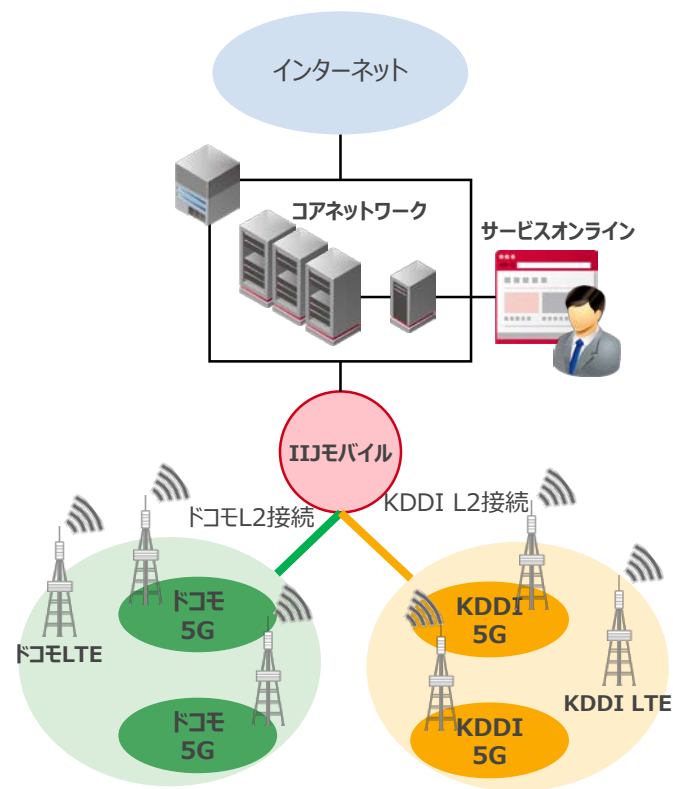 インターネット
コアネットワーク
サービスオンライン
IIJモバイル
ドコモL2接続
KDDI L2接続
ドコモ
5G
KDDI
5G
ドコモLTE
KDDI LTE
ドコモ
5G
KDDI
5G